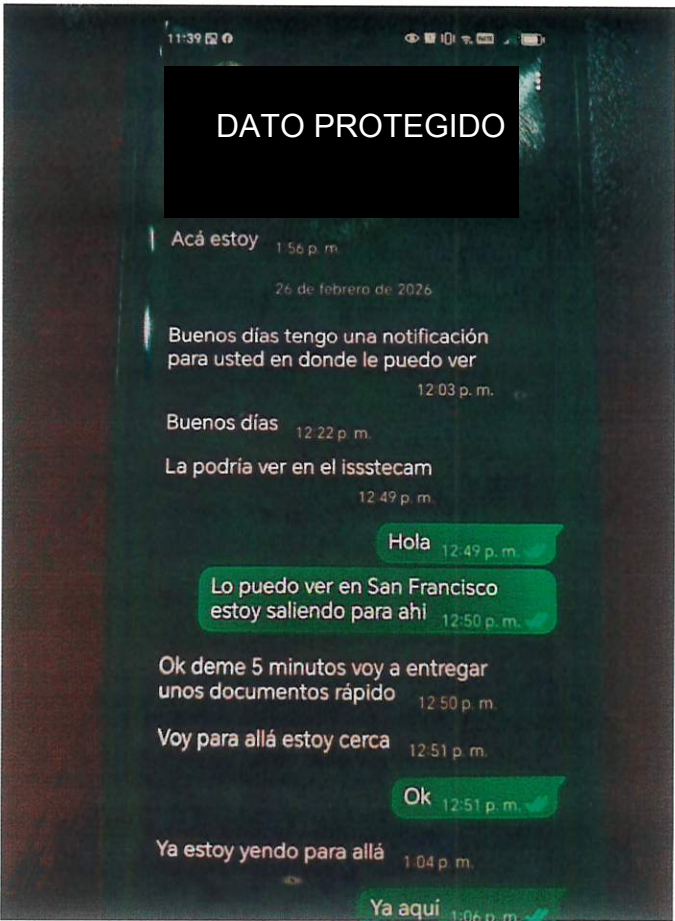 11:39
DATO PROTEGIDO
Acá estoy 1:56 p. m.
26 de febrero de 2026
Buenos días tengo una notificación
para usted en donde le puedo ver
12:03 p. m.
Buenos días 12:22 p. m.
La podría ver en el issstecam
12:49 p. m.
Hola 12:49 p. m.
Lo puedo ver en San Francisco
estoy saliendo para ahi 12:50 p. m.
Ok deme 5 minutos voy a entregar
unos documentos rápido 12:50 p. m.
Voy para allá estoy cerca 12:51 p. m.
Ok 12:51 p. m.
Ya estoy yendo para allá 1:04 p. m.
Ya aquí 1:06 p. m.